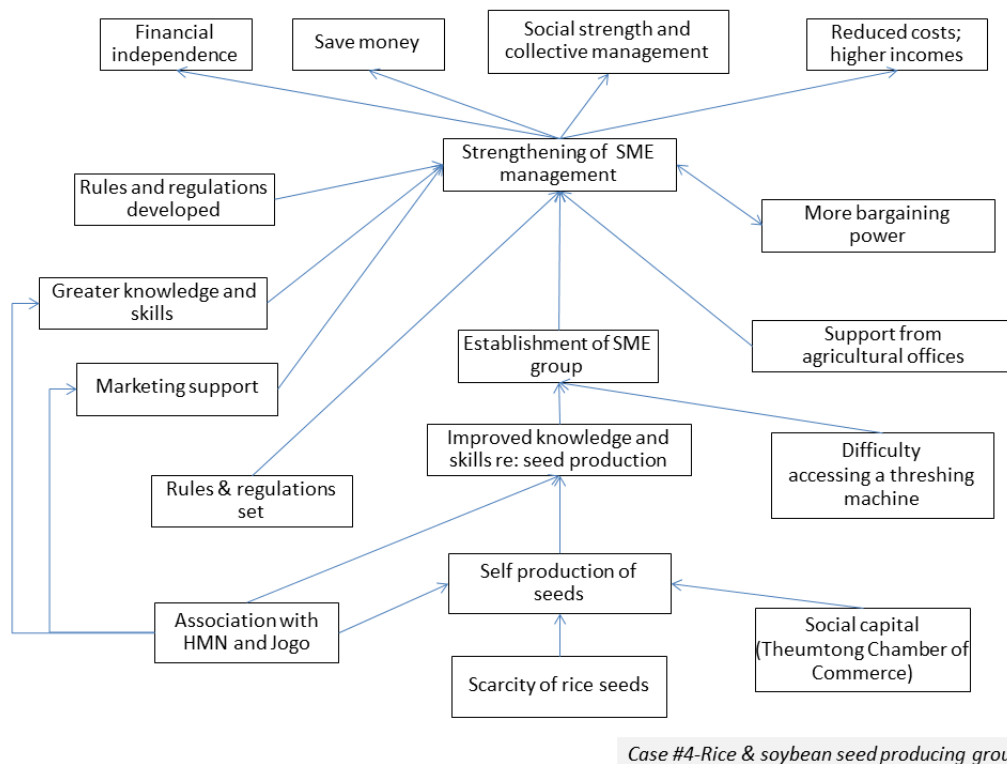 Financial
independence
Save money
Social strength and
collective management
Reduced costs;
higher incomes
Strengthening of SME
management
Rules and regulations
developed
More bargaining
power
Greater knowledge and
skills
Establishment of SME
group
Support from
agricultural offices
Marketing support
Improved knowledge and
skills re: seed production
Difficulty
accessing a threshing
machine
Rules & regulations
set
Self production of
seeds
Association with
HMN and Jogo
Social capital
(Theumtong Chamber of
Commerce)
Scarcity of rice seeds
Case #4-Rice & soybean seed producing grou